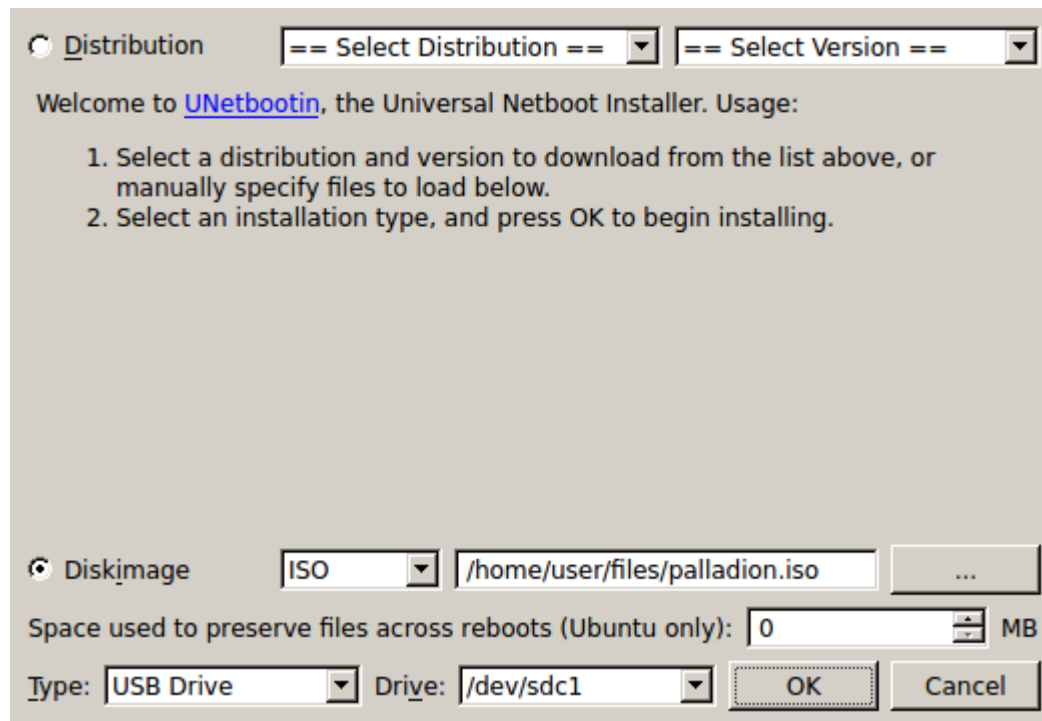 Distribution == Select Distribution == == Select Version ==
Welcome to UNetbootin, the Universal Netboot Installer. Usage:
1. Select a distribution and version to download from the list above, or
manually specify files to load below.
2. Select an installation type, and press OK to begin installing.
Diskimage ISO /home/user/files/palladion.iso ...
Space used to preserve files across reboots (Ubuntu only): 0 MB
Type: USB Drive Drive: /dev/sdc1 OK Cancel